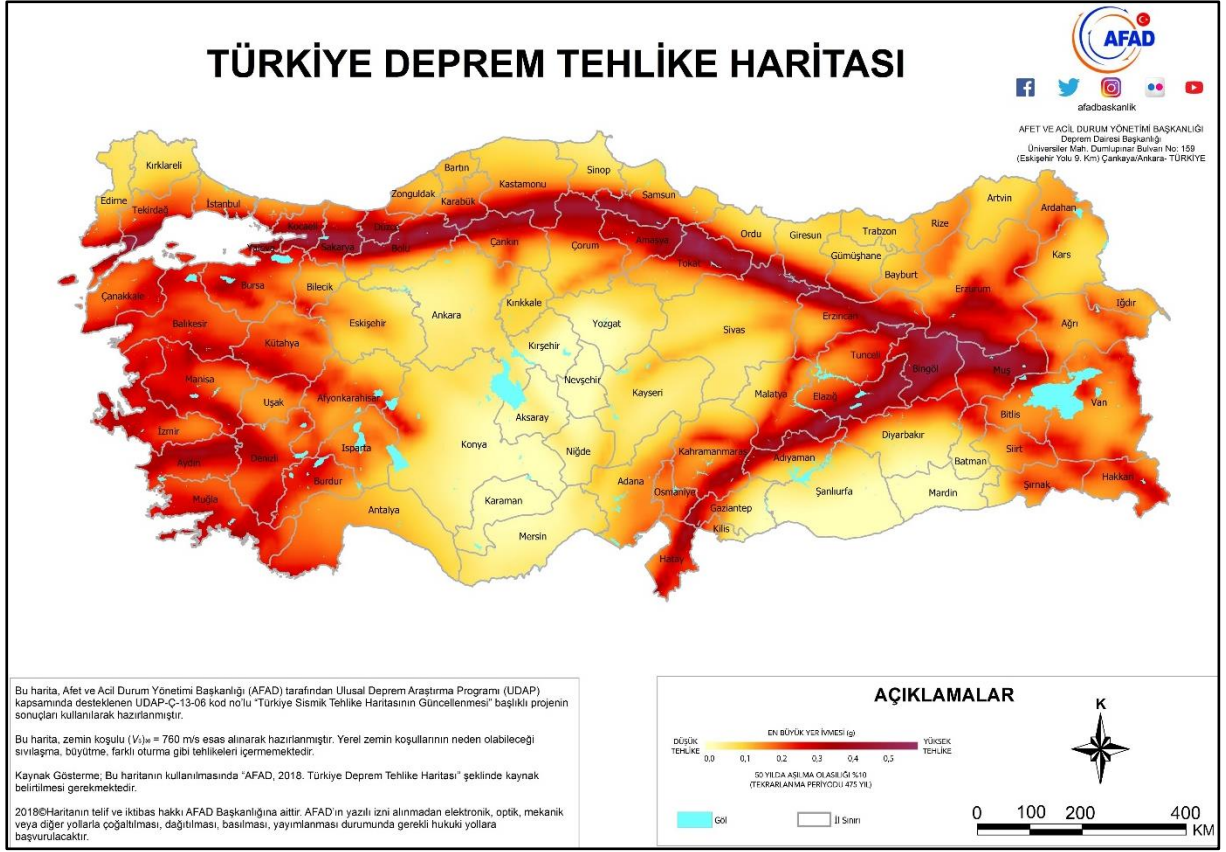 TÜRKİYE DEPREM TEHLİKE HARİTASI
AFAD
afadbaskanlik
AFET VE ACİL DURUM YÖNETİMİ BAŞKANLIĞI
Deprem Dairesi Başkanlığı
Üniversiler Mah. Dumlupınar Bulvarı No: 159
(Eskişehir Yolu 9. Km) Çankaya/Ankara- TÜRKİYE
Kırklareli
Edirne
Tekirdağ
İstanbul
Kocaeli
Yalova
Sakarya
Düzce
Bolu
Zonguldak
Bartın
Karabük
Kastamonu
Sinop
Samsun
Çankırı
Çorum
Amasya
Tokat
Ordu
Giresun
Trabzon
Gümüşhane
Bayburt
Rize
Artvin
Ardahan
Kars
Erzurum
Iğdır
Ağrı
Çanakkale
Bursa
Bilecik
Balıkesir
Kütahya
Eskişehir
Ankara
Kırıkkale
Kırşehir
Yozgat
Sivas
Erzincan
Tunceli
Bingöl
Muş
Manisa
Uşak
Afyonkarahisar
Nevşehir
Kayseri
Malatya
Elazığ
Bitlis
Van
İzmir
Aydın
Denizli
Isparta
Burdur
Konya
Aksaray
Niğde
Kahramanmaraş
Adıyaman
Diyarbakır
Batman
Siirt
Şırnak
Hakkari
Muğla
Antalya
Karaman
Mersin
Adana
Osmaniye
Gaziantep
Kilis
Hatay
Şanlıurfa
Mardin
Bu harita, Afet ve Acil Durum Yönetimi Başkanlığı (AFAD) tarafından Ulusal Deprem Araştırma Programı (UDAP)
kapsamında desteklenen UDAP-Ç-13-06 kod no'lu "Türkiye Sismik Tehlike Haritasının Güncellenmesi" başlıklı projenin
sonuçları kullanılarak hazırlanmıştır.
Bu harita, zemin koşulu (Vs)30 = 760 m/s esas alınarak hazırlanmıştır. Yerel zemin koşullarının neden olabileceği
sıvılaşma, büyütme, farklı oturma gibi tehlikeleri içermemektedir.
Kaynak Gösterme; Bu haritanın kullanılmasında "AFAD, 2018. Türkiye Deprem Tehlike Haritası" şeklinde kaynak
belirtilmesi gerekmektedir.
2018©Haritanın telif ve iktibas hakkı AFAD Başkanlığına aittir. AFAD'ın yazılı izni alınmadan elektronik, optik, mekanik
veya diğer yollarla çoğaltılması, dağıtılması, basılması, yayımlanması durumunda gerekli hukuki yollara
başvurulacaktır.
AÇIKLAMALAR
EN BÜYÜK YER İVMESİ (g)
DÜŞÜK
TEHLİKE
YÜKSEK
TEHLİKE
0,0 0,1 0,2 0,3 0,4 0,5
50 YILDA AŞILMA OLASILIĞI %10
(TEKRARLANMA PERİYODU 475 YIL)
Göl
İl Sınırı
K
0 100 200 400
KM